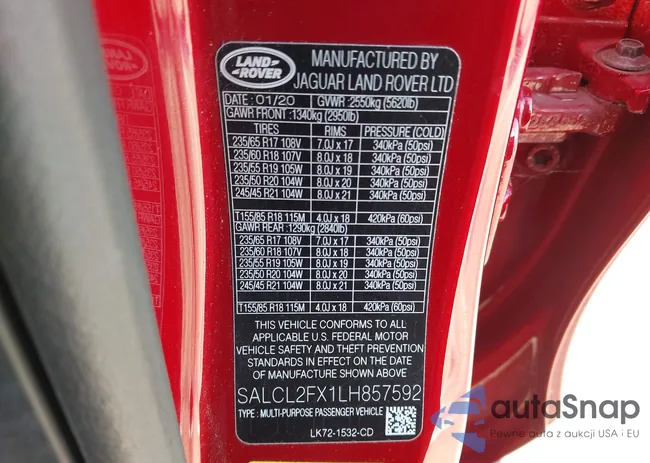 LAND ROVER
MANUFACTURED BY
JAGUAR LAND ROVER LTD
DATE: 01/20 GVWR :2550kg (5620lb)
GAWR FRONT: 1340kg (2950lb)
TIRES RIMS PRESSURE (COLD)
235/65 R17 108V 7.0J x 17 340kPa (50psi)
235/60 R18 107V 8.0J x 18 340kPa (50psi)
235/55 R19 105W 8.0J x 19 340kPa (50psi)
235/50 R20 104W 8.0J x 20 340kPa (50psi)
245/45 R21 104W 8.0J x 21 340kPa (50psi)
T155/85 R18 115M 4.0J x 18 420kPa (60psi)
GAWR REAR: 1290kg (2840lb)
235/65 R17 108V 7.0J x 17 340kPa (50psi)
235/60 R18 107V 8.0J x 18 340kPa (50psi)
235/55 R19 105W 8.0J x 19 340kPa (50psi)
235/50 R20 104W 8.0J x 20 340kPa (50psi)
245/45 R21 104W 8.0J x 21 340kPa (50psi)
T155/85 R18 115M 4.0J x 18 420kPa (60psi)
THIS VEHICLE CONFORMS TO ALL
APPLICABLE U.S. FEDERAL MOTOR
VEHICLE SAFETY AND THEFT PREVENTION
STANDARDS IN EFFECT ON THE DATE
OF MANUFACTURE SHOWN ABOVE
SALCL2FX1LH857592
TYPE : MULTI-PURPOSE PASSENGER VEHICLE
LK72-1532-CD
autoSnap
Pewne auta z aukcji USA i EU